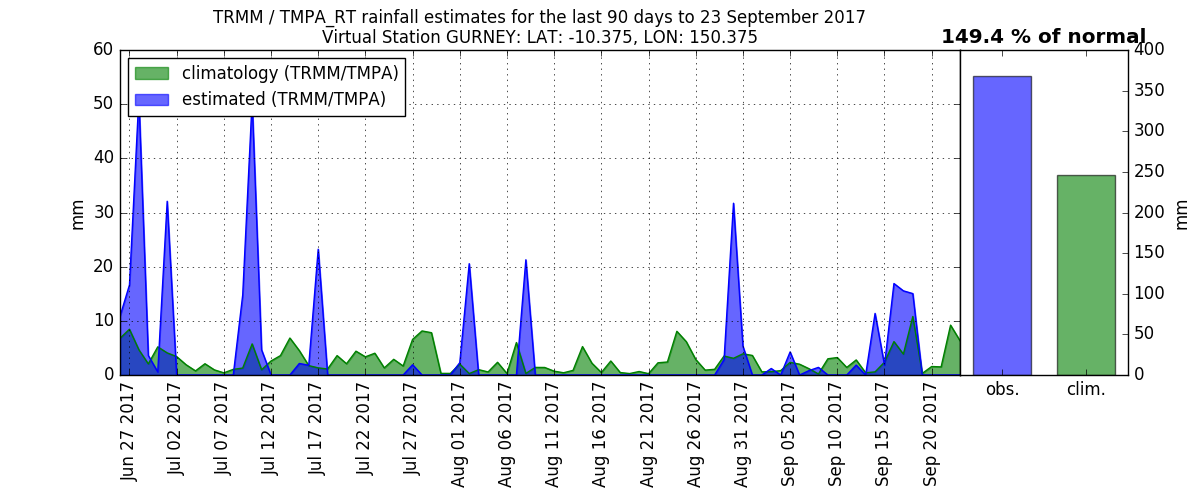 TRMM / TMPA_RT rainfall estimates for the last 90 days to 23 September 2017
Virtual Station GURNEY: LAT: -10.375, LON: 150.375
149.4 % of normal
climatology (TRMM/TMPA)
estimated (TRMM/TMPA)
60
50
40
30
20
10
0
mm
Jun 27 2017
Jul 02 2017
Jul 07 2017
Jul 12 2017
Jul 17 2017
Jul 22 2017
Jul 27 2017
Aug 01 2017
Aug 06 2017
Aug 11 2017
Aug 16 2017
Aug 21 2017
Aug 26 2017
Aug 31 2017
Sep 05 2017
Sep 10 2017
Sep 15 2017
Sep 20 2017
obs.
clim.
400
350
300
250
200
150
100
50
0
mm